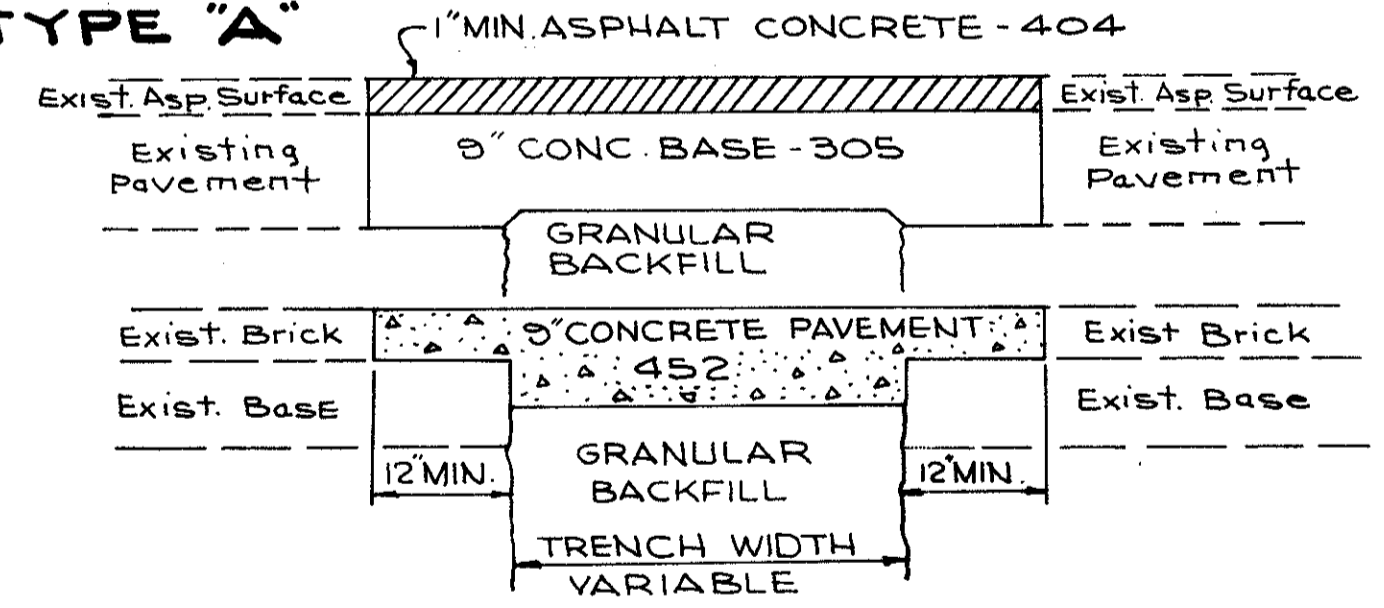 TYPE "A"
1" MIN. ASPHALT CONCRETE - 404
Exist. Asp. Surface
Exist. Asp. Surface
Existing
Pavement
9" CONC. BASE - 305
Existing
Pavement
GRANULAR
BACKFILL
Exist. Brick
9" CONCRETE PAVEMENT
452
Exist Brick
Exist. Base
Exist. Base
12" MIN.
GRANULAR
BACKFILL
12" MIN.
TRENCH WIDTH
VARIABLE